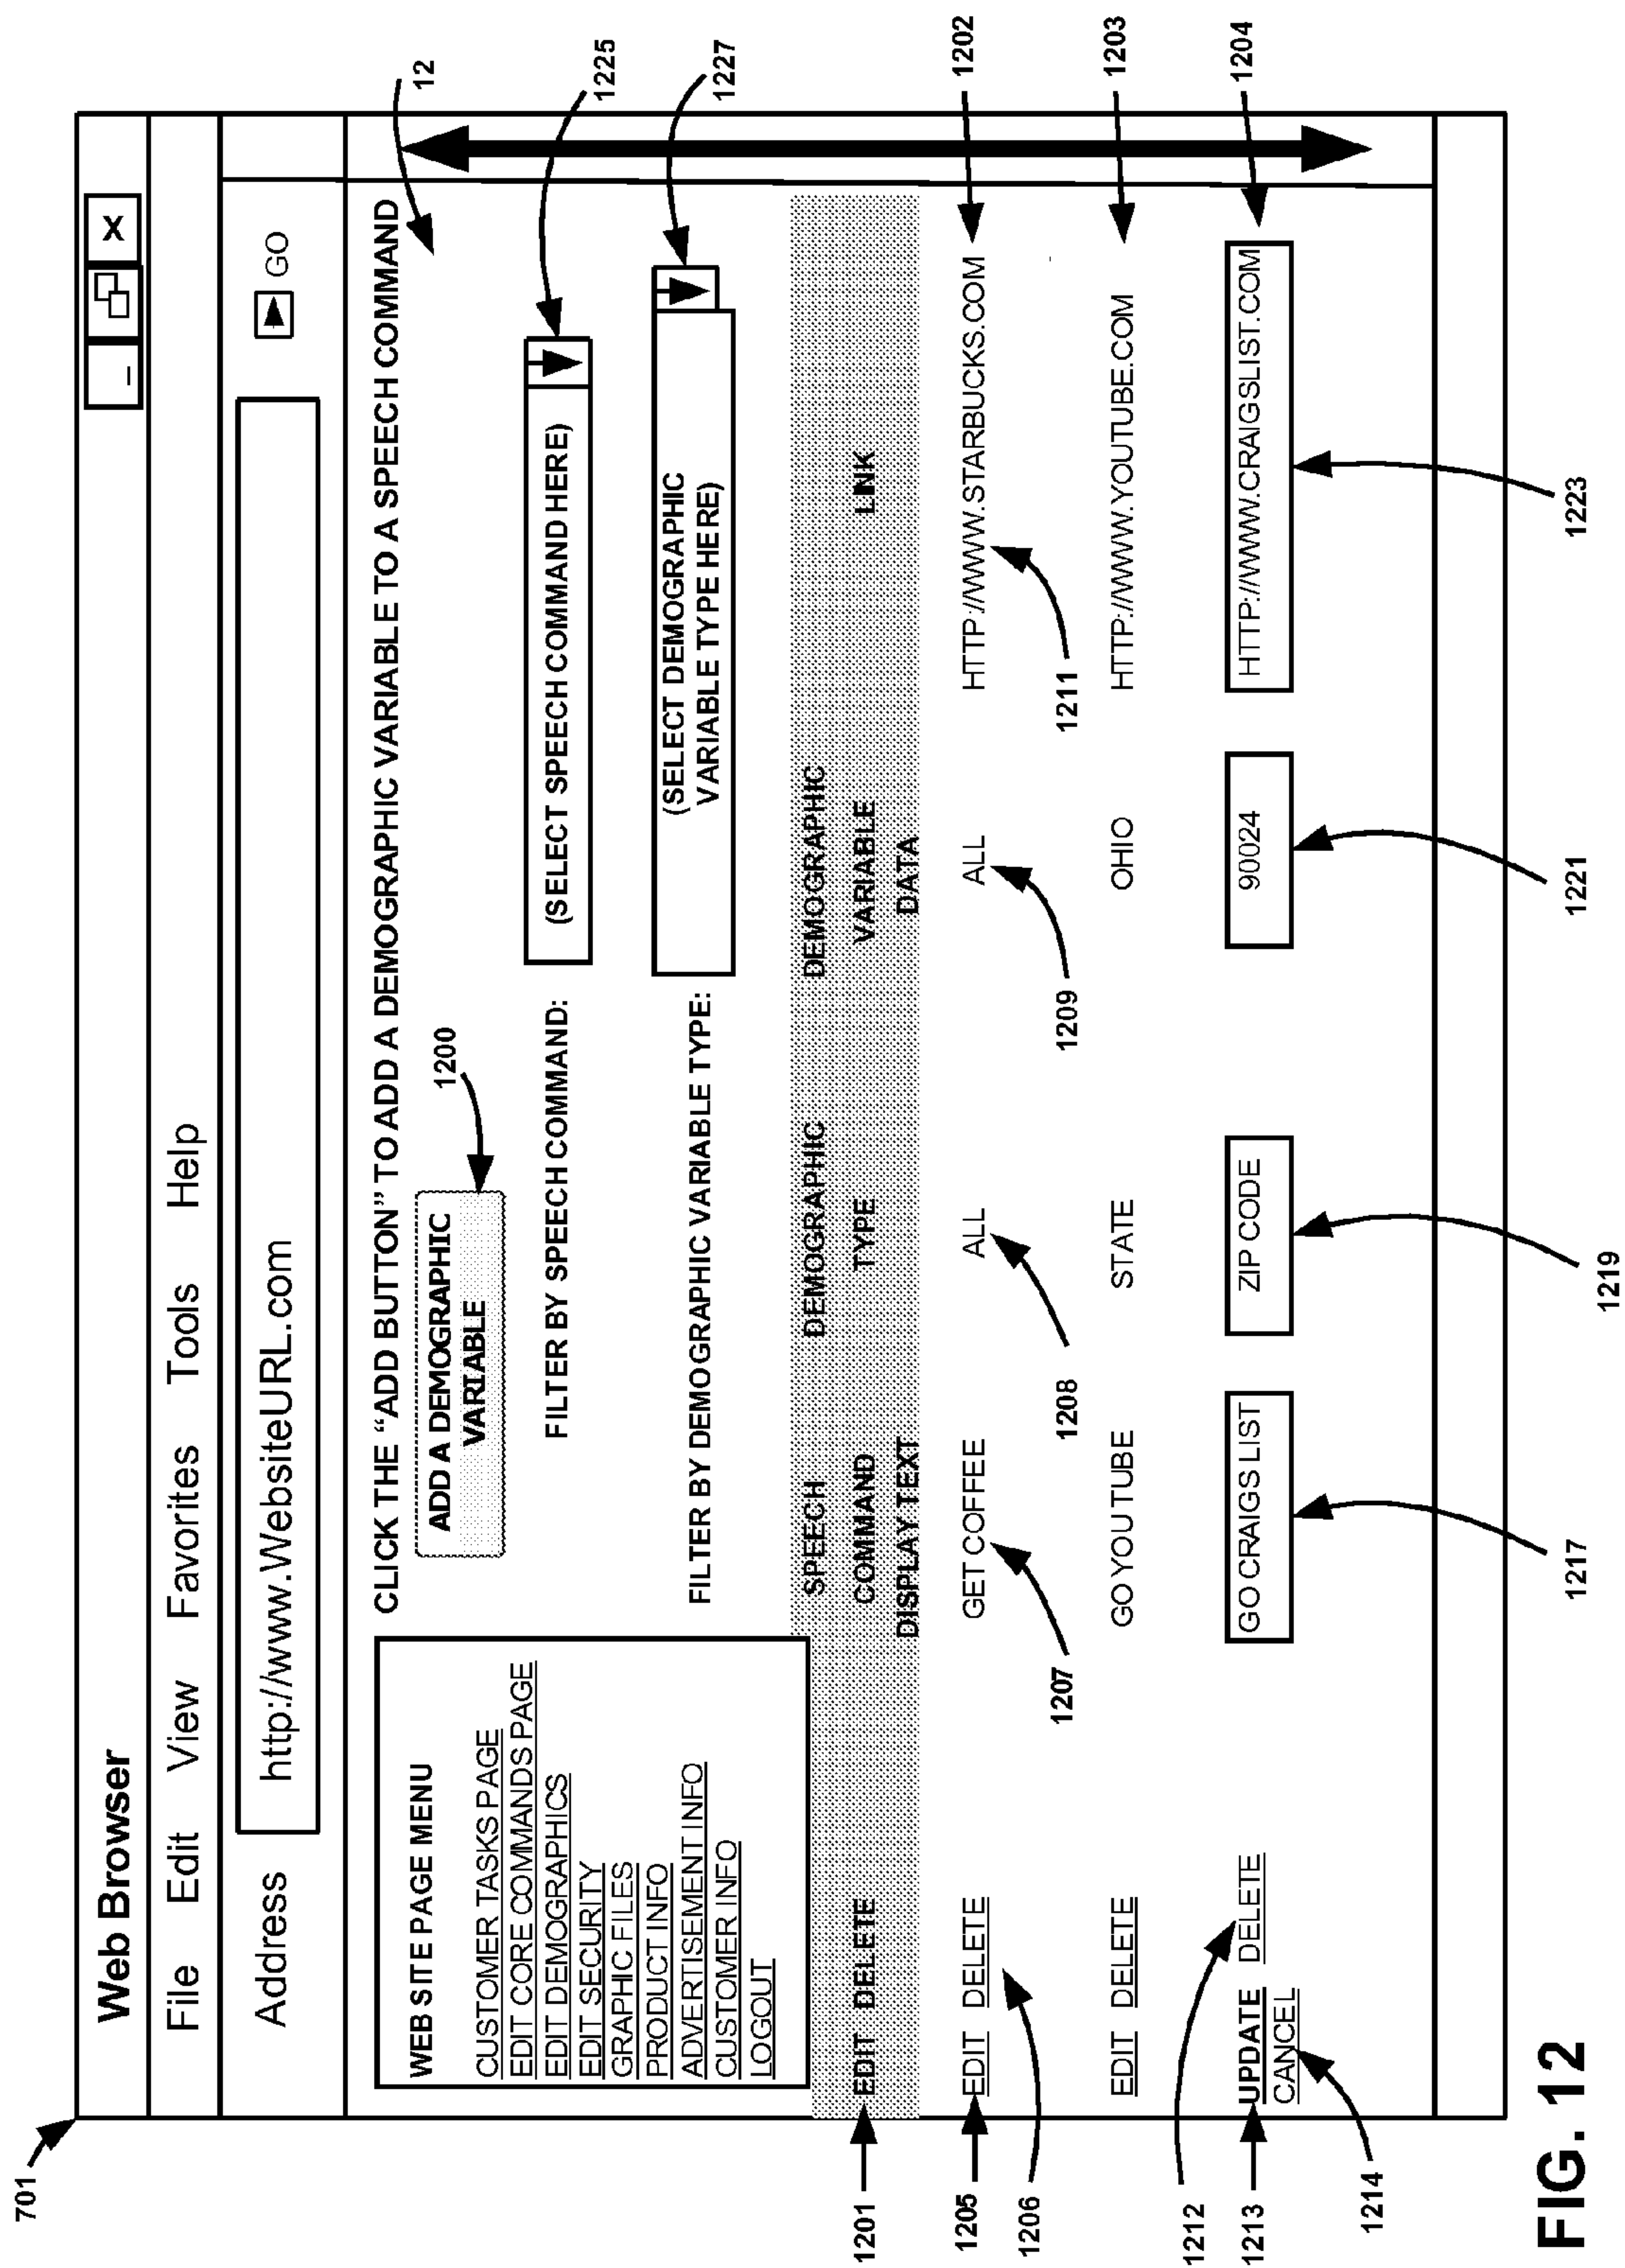 701
Web Browser
_ X
File Edit View Favorites Tools Help
Address http://www.WebsiteURL.com GO
12
WEB SITE PAGE MENU
CUSTOMER TASKS PAGE
EDIT CORE COMMANDS PAGE
EDIT DEMOGRAPHICS
EDIT SECURITY
GRAPHIC FILES
PRODUCT INFO
ADVERTISEMENT INFO
CUSTOMER INFO
LOGOUT
CLICK THE “ADD BUTTON” TO ADD A DEMOGRAPHIC VARIABLE TO A SPEECH COMMAND
ADD A DEMOGRAPHIC
VARIABLE
1200
FILTER BY SPEECH COMMAND: (SELECT SPEECH COMMAND HERE)
1225
FILTER BY DEMOGRAPHIC VARIABLE TYPE: (SELECT DEMOGRAPHIC
VARIABLE TYPE HERE)
1227
SPEECH DEMOGRAPHIC DEMOGRAPHIC
1201 EDIT DELETE COMMAND TYPE VARIABLE LINK
DISPLAY TEXT DATA
1205 EDIT DELETE GET COFFEE ALL ALL HTTP://WWW.STARBUCKS.COM 1202
1206 1207 1208 1209 1211
EDIT DELETE GO YOU TUBE STATE OHIO HTTP://WWW.YOUTUBE.COM 1203
1212
1213 UPDATE DELETE GO CRAIGS LIST ZIP CODE 90024 HTTP://WWW.CRAIGSLIST.COM 1204
CANCEL
1214
1217 1219 1221 1223
FIG. 12